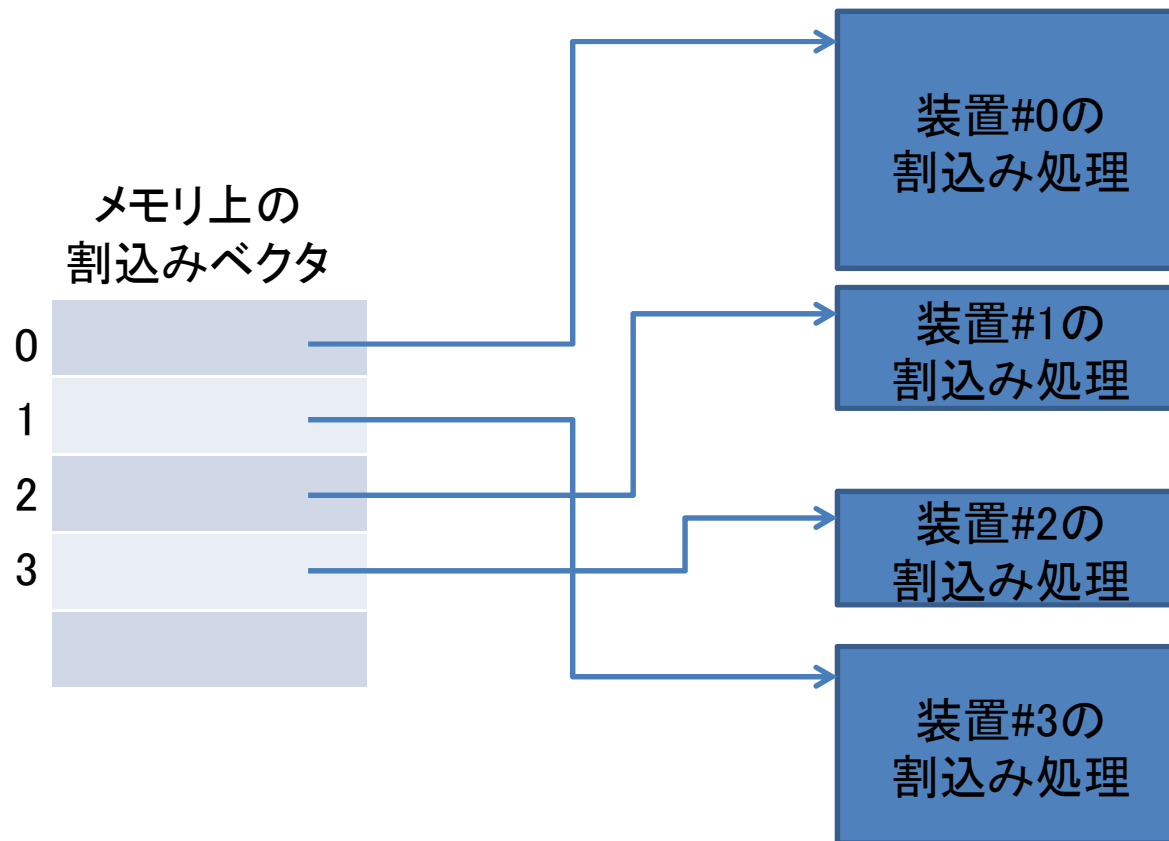 メモリ上の
割込みベクタ
0
1
2
3
装置#0の
割込み処理
装置#1の
割込み処理
装置#2の
割込み処理
装置#3の
割込み処理